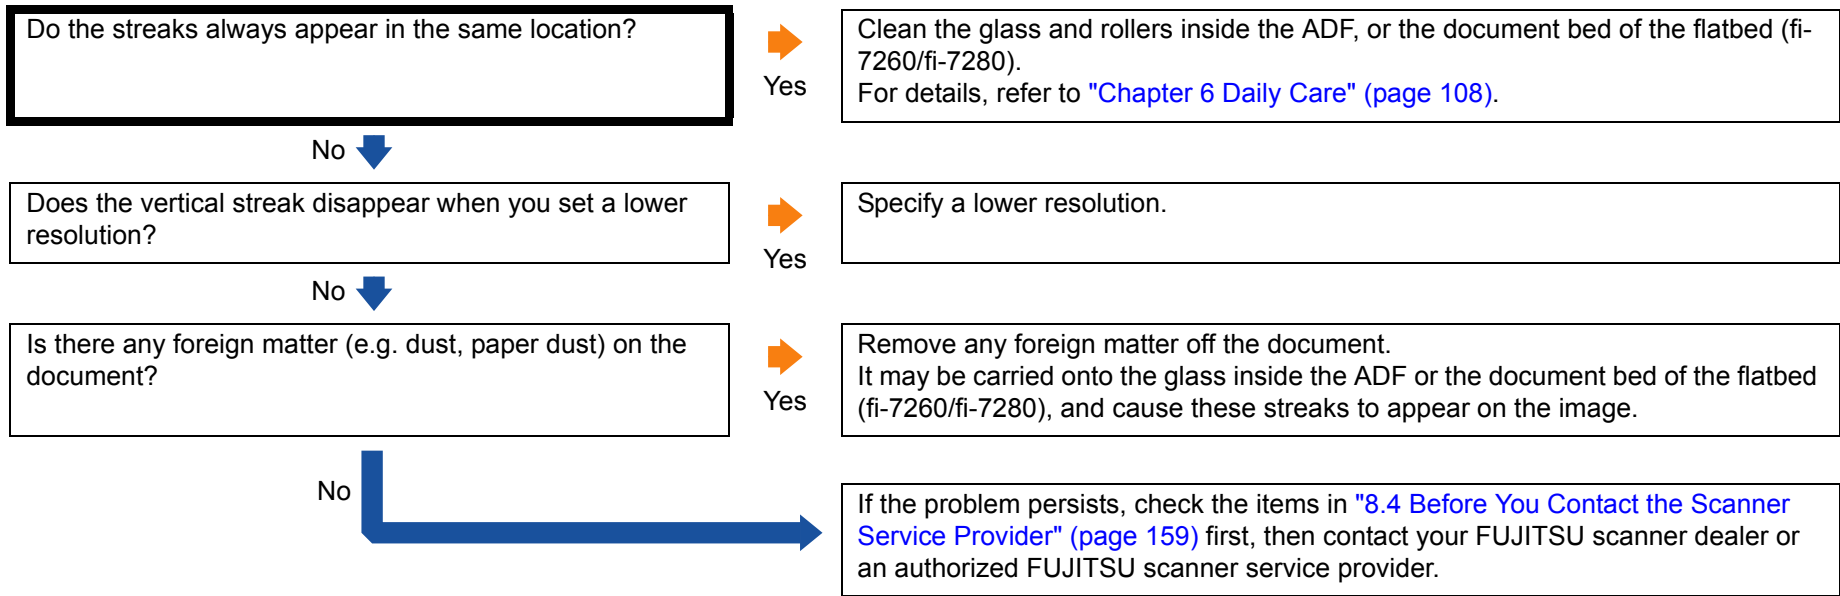 Do the streaks always appear in the same location?
Yes
Clean the glass and rollers inside the ADF, or the document bed of the flatbed (fi-
7260/fi-7280).
For details, refer to "Chapter 6 Daily Care" (page 108).
No
Does the vertical streak disappear when you set a lower
resolution?
Yes
Specify a lower resolution.
No
Is there any foreign matter (e.g. dust, paper dust) on the
document?
Yes
Remove any foreign matter off the document.
It may be carried onto the glass inside the ADF or the document bed of the flatbed
(fi-7260/fi-7280), and cause these streaks to appear on the image.
No
If the problem persists, check the items in "8.4 Before You Contact the Scanner
Service Provider" (page 159) first, then contact your FUJITSU scanner dealer or
an authorized FUJITSU scanner service provider.